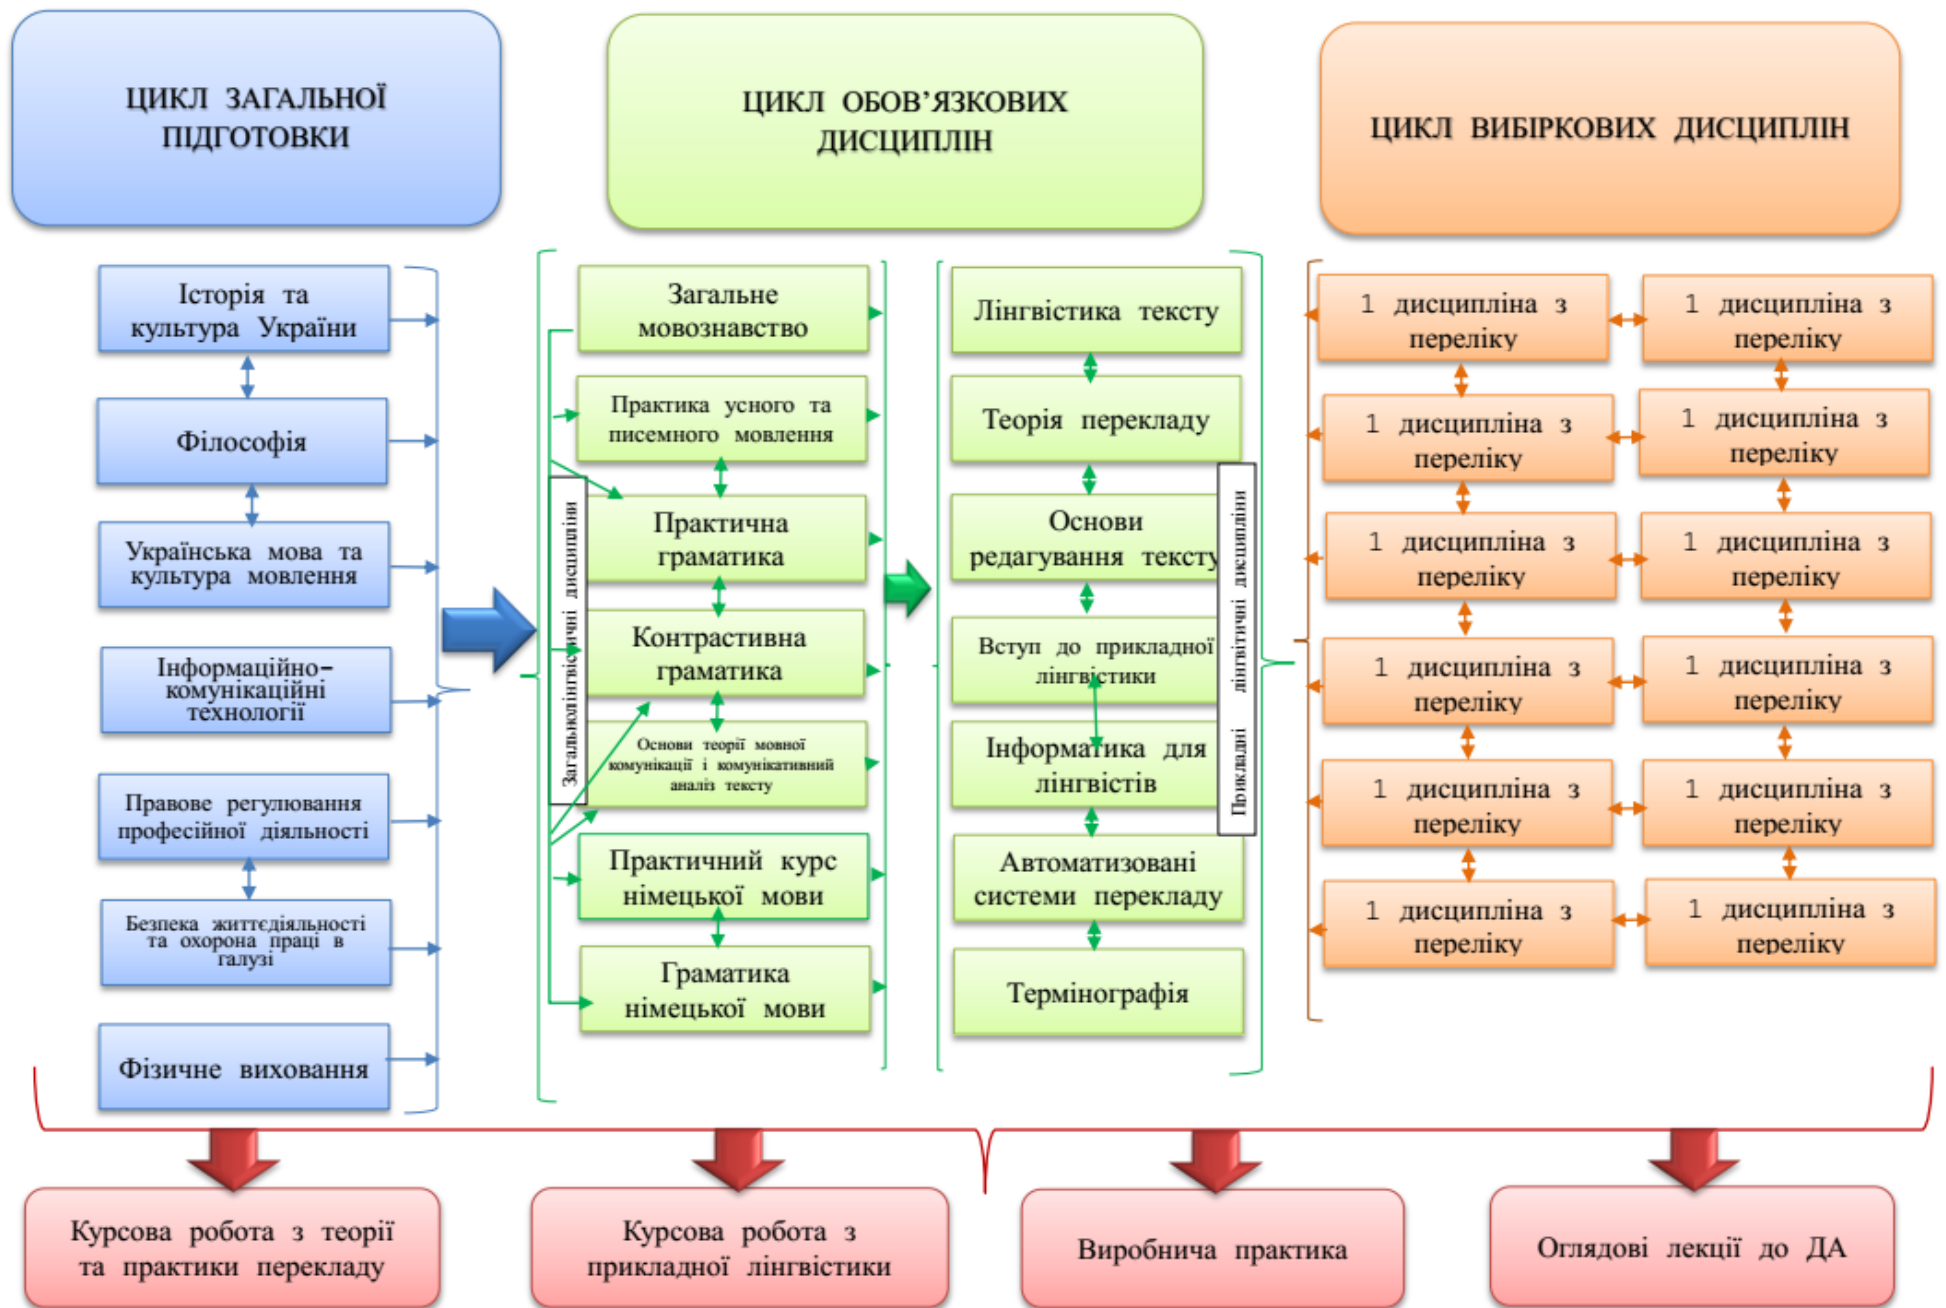 ЦИКЛ ЗАГАЛЬНОЇ
ПІДГОТОВКИ
ЦИКЛ ОБОВ’ЯЗКОВИХ
ДИСЦИПЛІН
ЦИКЛ ВИБІРКОВИХ ДИСЦИПЛІН
Історія та
культура України
Філософія
Українська мова та
культура мовлення
Інформаційно–
комунікаційні
технології
Правове регулювання
професійної діяльності
Безпека життєдіяльності
та охорона праці в
галузі
Фізичне виховання
Загальнолінгвістичні дисципліни
Загальне
мовознавство
Практика усного та
писемного мовлення
Практична
граматика
Контрастивна
граматика
Основи теорії мовної
комунікації і комунікативний
аналіз тексту
Практичний курс
німецької мови
Граматика
німецької мови
Лінгвістика тексту
Теорія перекладу
Основи
редагування тексту
Вступ до прикладної
лінгвістики
Інформатика для
лінгвістів
Автоматизовані
системи перекладу
Термінографія
Прикладні лінгвітичні дисципліни
1 дисципліна з
переліку
1 дисципліна з
переліку
1 дисципліна з
переліку
1 дисципліна з
переліку
1 дисципліна з
переліку
1 дисципліна з
переліку
1 дисципліна з
переліку
1 дисципліна з
переліку
1 дисципліна з
переліку
1 дисципліна з
переліку
1 дисципліна з
переліку
1 дисципліна з
переліку
Курсова робота з теорії
та практики перекладу
Курсова робота з
прикладної лінгвістики
Виробнича практика
Оглядові лекції до ДА